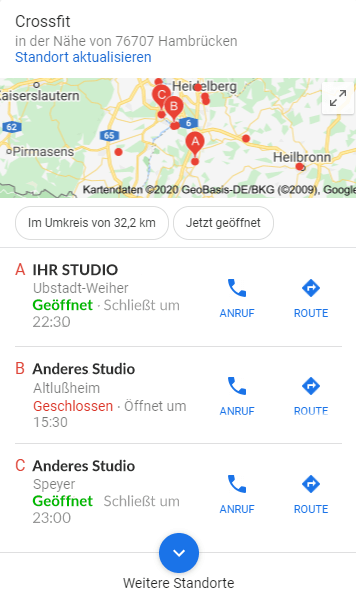 Crossfit
in der Nähe von 76707 Hambrücken
Standort aktualisieren
Kaiserslautern
Heidelberg
C
B
6
62
65
A
Pirmasens
Heilbronn
Kartendaten ©2020 GeoBasis-DE/BKG (©2009), Google
Im Umkreis von 32,2 km
Jetzt geöffnet
A IHR STUDIO
Ubstadt-Weiher
Geöffnet · Schließt um
22:30
ANRUF
ROUTE
B Anderes Studio
Altlußheim
Geschlossen · Öffnet um
15:30
ANRUF
ROUTE
C Anderes Studio
Speyer
Geöffnet Schließt um
23:00
ANRUF
ROUTE
Weitere Standorte